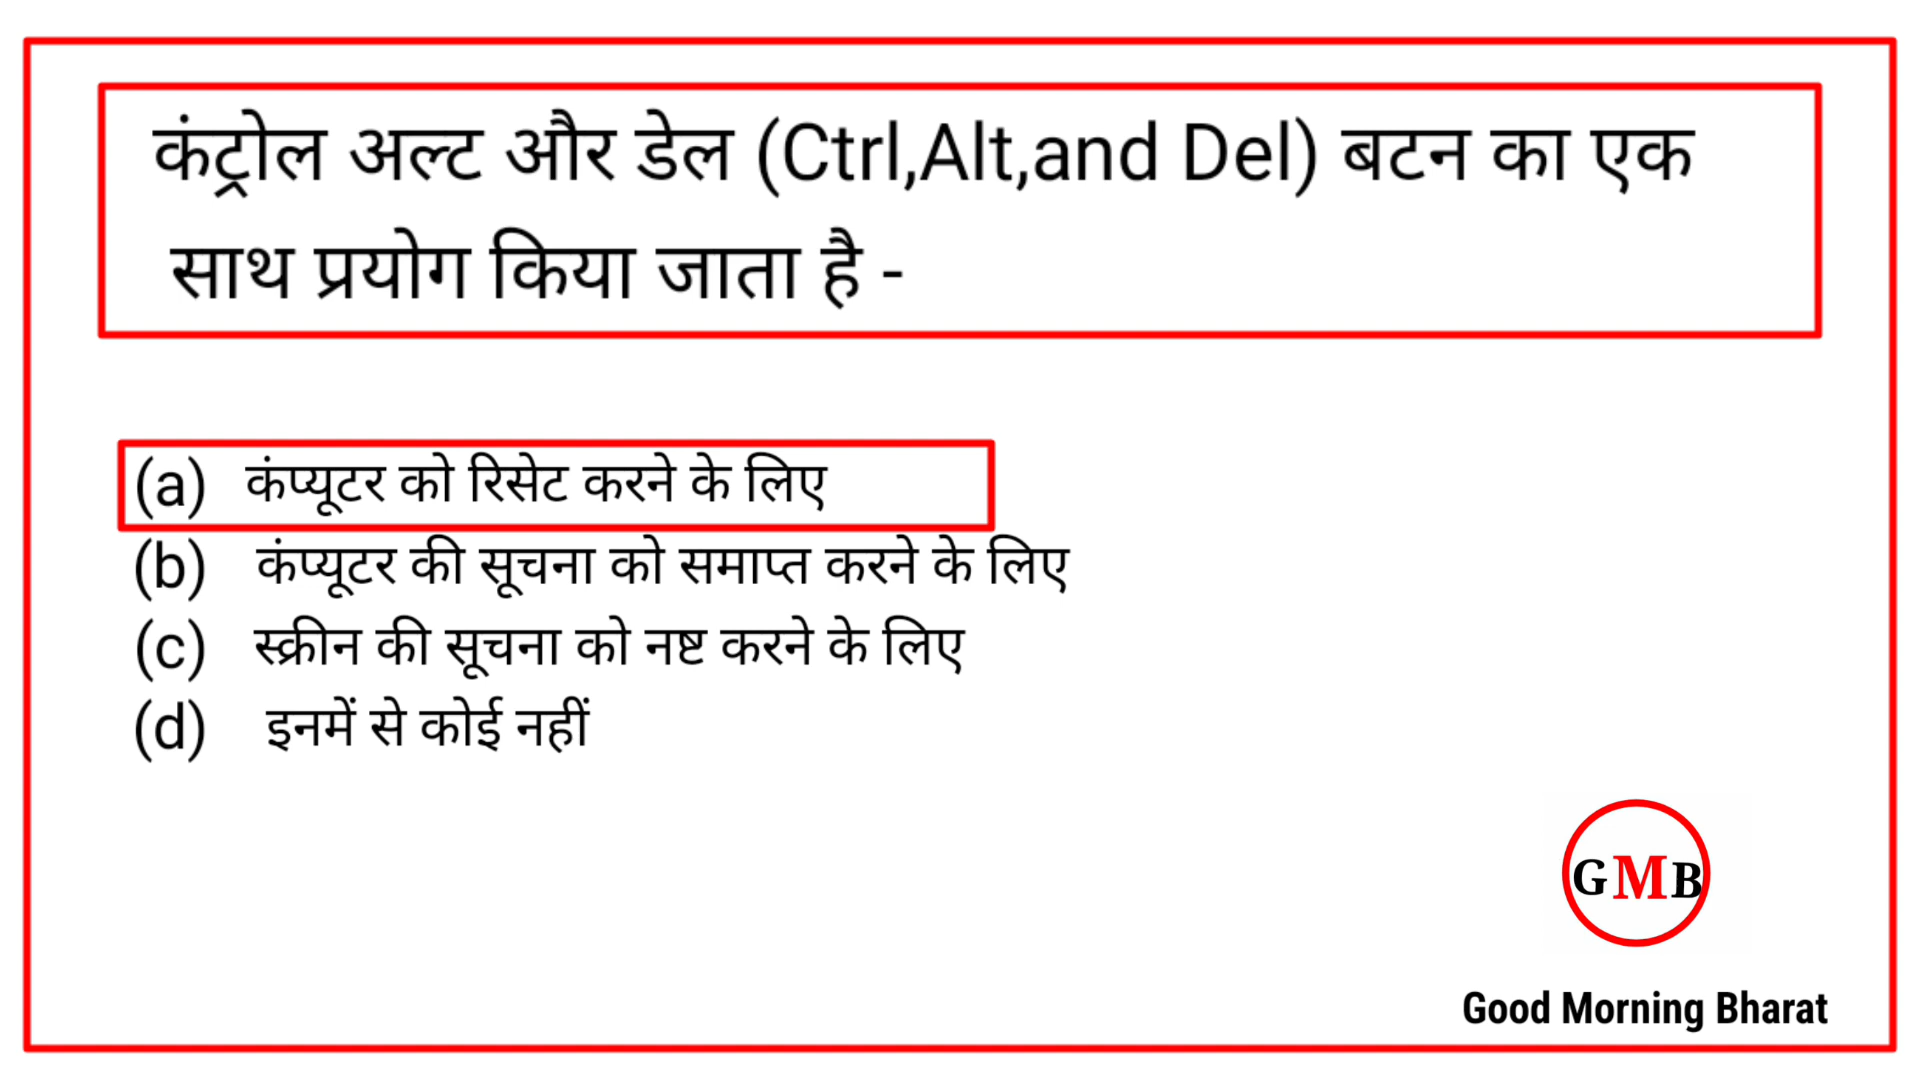 कंट्रोल अल्ट और डेल (Ctrl,Alt,and Del) बटन का एक
साथ प्रयोग किया जाता है -
(a) कंप्यूटर को रिसेट करने के लिए
(b) कंप्यूटर की सूचना को समाप्त करने के लिए
(c) स्क्रीन की सूचना को नष्ट करने के लिए
(d) इनमें से कोई नहीं
GMB
Good Morning Bharat